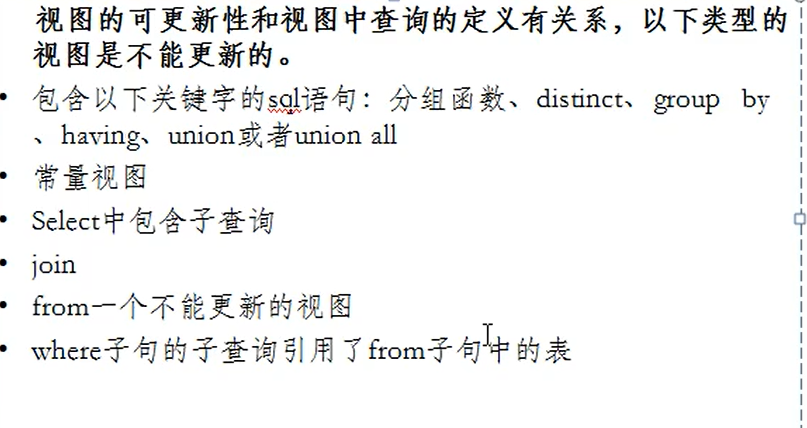 视图的可更新性和视图中查询的定义有关系，以下类型的
视图是不能更新的。
• 包含以下关键字的sql语句：分组函数、distinct、group by
、having、union或者union all
• 常量视图
• Select中包含子查询
• join
• from一个不能更新的视图
• where子句的子查询引用了from子句中的表